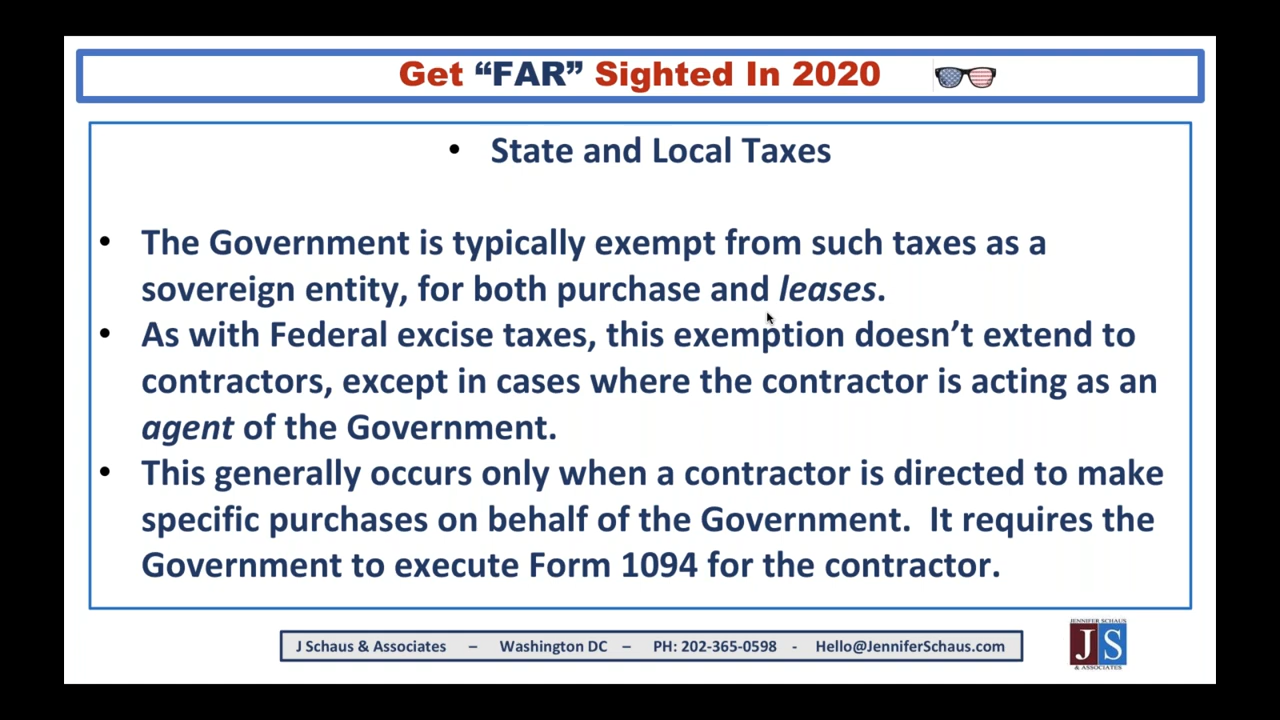 Get “FAR” Sighted In 2020
• State and Local Taxes
• The Government is typically exempt from such taxes as a
sovereign entity, for both purchase and leases.
• As with Federal excise taxes, this exemption doesn’t extend to
contractors, except in cases where the contractor is acting as an
agent of the Government.
• This generally occurs only when a contractor is directed to make
specific purchases on behalf of the Government.  It requires the
Government to execute Form 1094 for the contractor.
J Schaus & Associates – Washington DC – PH: 202-365-0598 - Hello@JenniferSchaus.com
JENNIFER SCHAUS
JS
& ASSOCIATES